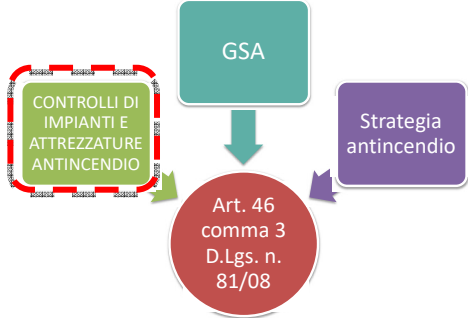 GSA
CONTROLLI DI
IMPIANTI E
ATTREZZATURE
ANTINCENDIO
Strategia
antincendio
Art. 46
comma 3
D.Lgs. n.
81/08